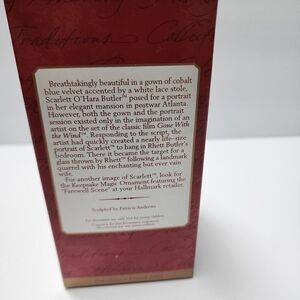 Traditions
Breathtakingly beautiful in a gown of cobalt
blue velvet accented by a white lace stole,
Scarlett O'Hara Butler™ posed for a portrait
in her elegant mansion in postwar Atlanta.
However, both the gown and the portrait
session existed only in the imagination of an
artist on the set of the classic film Gone With
the Wind™. Responding to the script, the
artist had quickly created a nearly life-size
portrait of Scarlett™ to hang in Rhett Butler's
bedroom. There it became the target for a
glass thrown by Rhett™ following a landmark
quarrel with his enchanting but ever vain
wife.
For another image of Scarlett™, look for
the Keepsake Magic Ornament featuring the
"Farewell Scene" at your Hallmark retailer.
Sculpted by Patricia Andrews